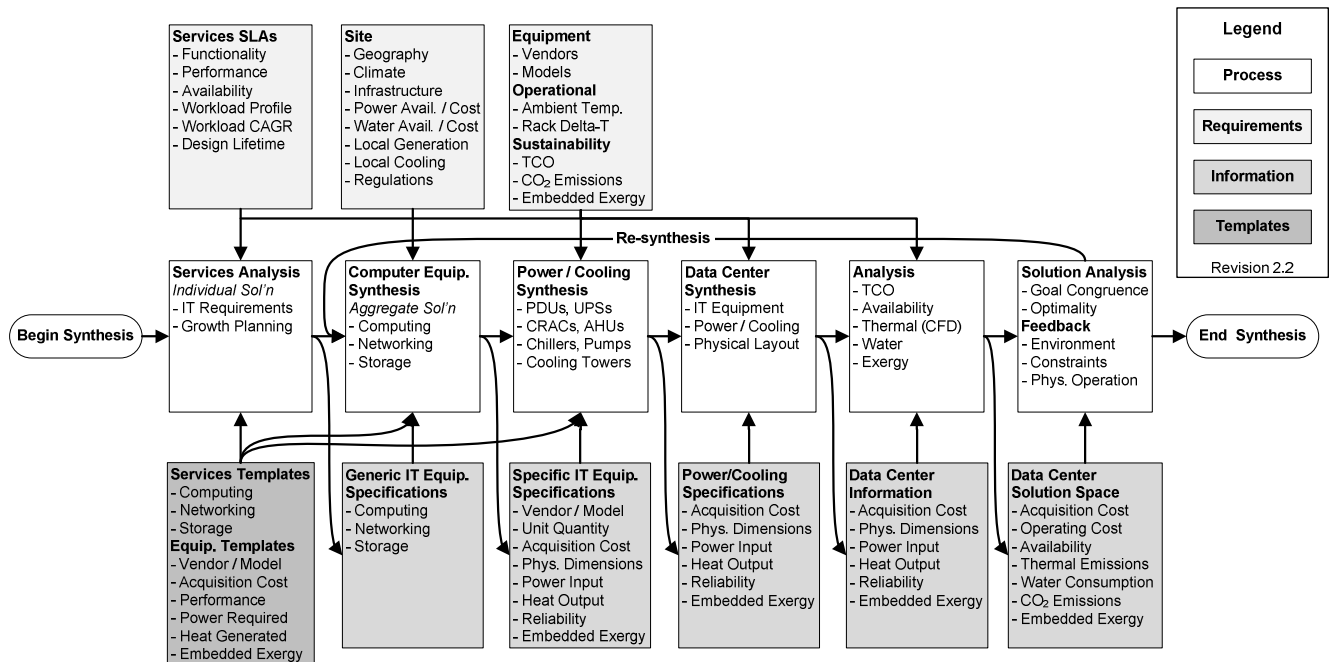 Services SLAs
- Functionality
- Performance
- Availability
- Workload Profile
- Workload CAGR
- Design Lifetime
Site
- Geography
- Climate
- Infrastructure
- Power Avail. / Cost
- Water Avail. / Cost
- Local Generation
- Local Cooling
- Regulations
Equipment
- Vendors
- Models
Operational
- Ambient Temp.
- Rack Delta-T
Sustainability
- TCO
- CO₂ Emissions
- Embedded Exergy
Legend
Process
Requirements
Information
Templates
Revision 2.2
Re-synthesis
Begin Synthesis
Services Analysis
Individual Sol'n
- IT Requirements
- Growth Planning
Computer Equip.
Synthesis
Aggregate Sol'n
- Computing
- Networking
- Storage
Power / Cooling
Synthesis
- PDUs, UPSs
- CRACs, AHUs
- Chillers, Pumps
- Cooling Towers
Data Center
Synthesis
- IT Equipment
- Power / Cooling
- Physical Layout
Analysis
- TCO
- Availability
- Thermal (CFD)
- Water
- Exergy
Solution Analysis
- Goal Congruence
- Optimality
Feedback
- Environment
- Constraints
- Phys. Operation
End Synthesis
Services Templates
- Computing
- Networking
- Storage
Equip. Templates
- Vendor / Model
- Acquisition Cost
- Performance
- Power Required
- Heat Generated
- Embedded Exergy
Generic IT Equip.
Specifications
- Computing
- Networking
- Storage
Specific IT Equip.
Specifications
- Vendor / Model
- Unit Quantity
- Acquisition Cost
- Phys. Dimensions
- Power Input
- Heat Output
- Reliability
- Embedded Exergy
Power/Cooling
Specifications
- Acquisition Cost
- Phys. Dimensions
- Power Input
- Heat Output
- Reliability
- Embedded Exergy
Data Center
Information
- Acquisition Cost
- Phys. Dimensions
- Power Input
- Heat Output
- Reliability
- Embedded Exergy
Data Center
Solution Space
- Acquisition Cost
- Operating Cost
- Availability
- Thermal Emissions
- Water Consumption
- CO₂ Emissions
- Embedded Exergy